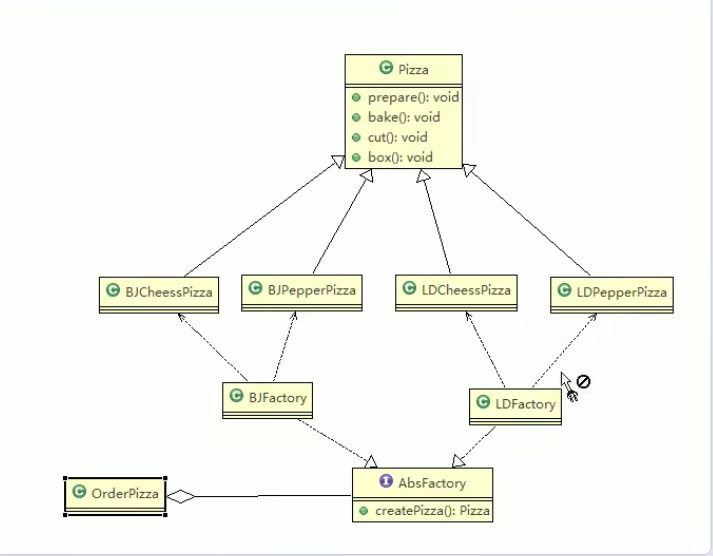 Pizza
prepare(): void
bake(): void
cut(): void
box(): void
BJCheessPizza
BJPepperPizza
LDCheessPizza
LDPepperPizza
BJFactory
LDFactory
OrderPizza
AbsFactory
createPizza(): Pizza